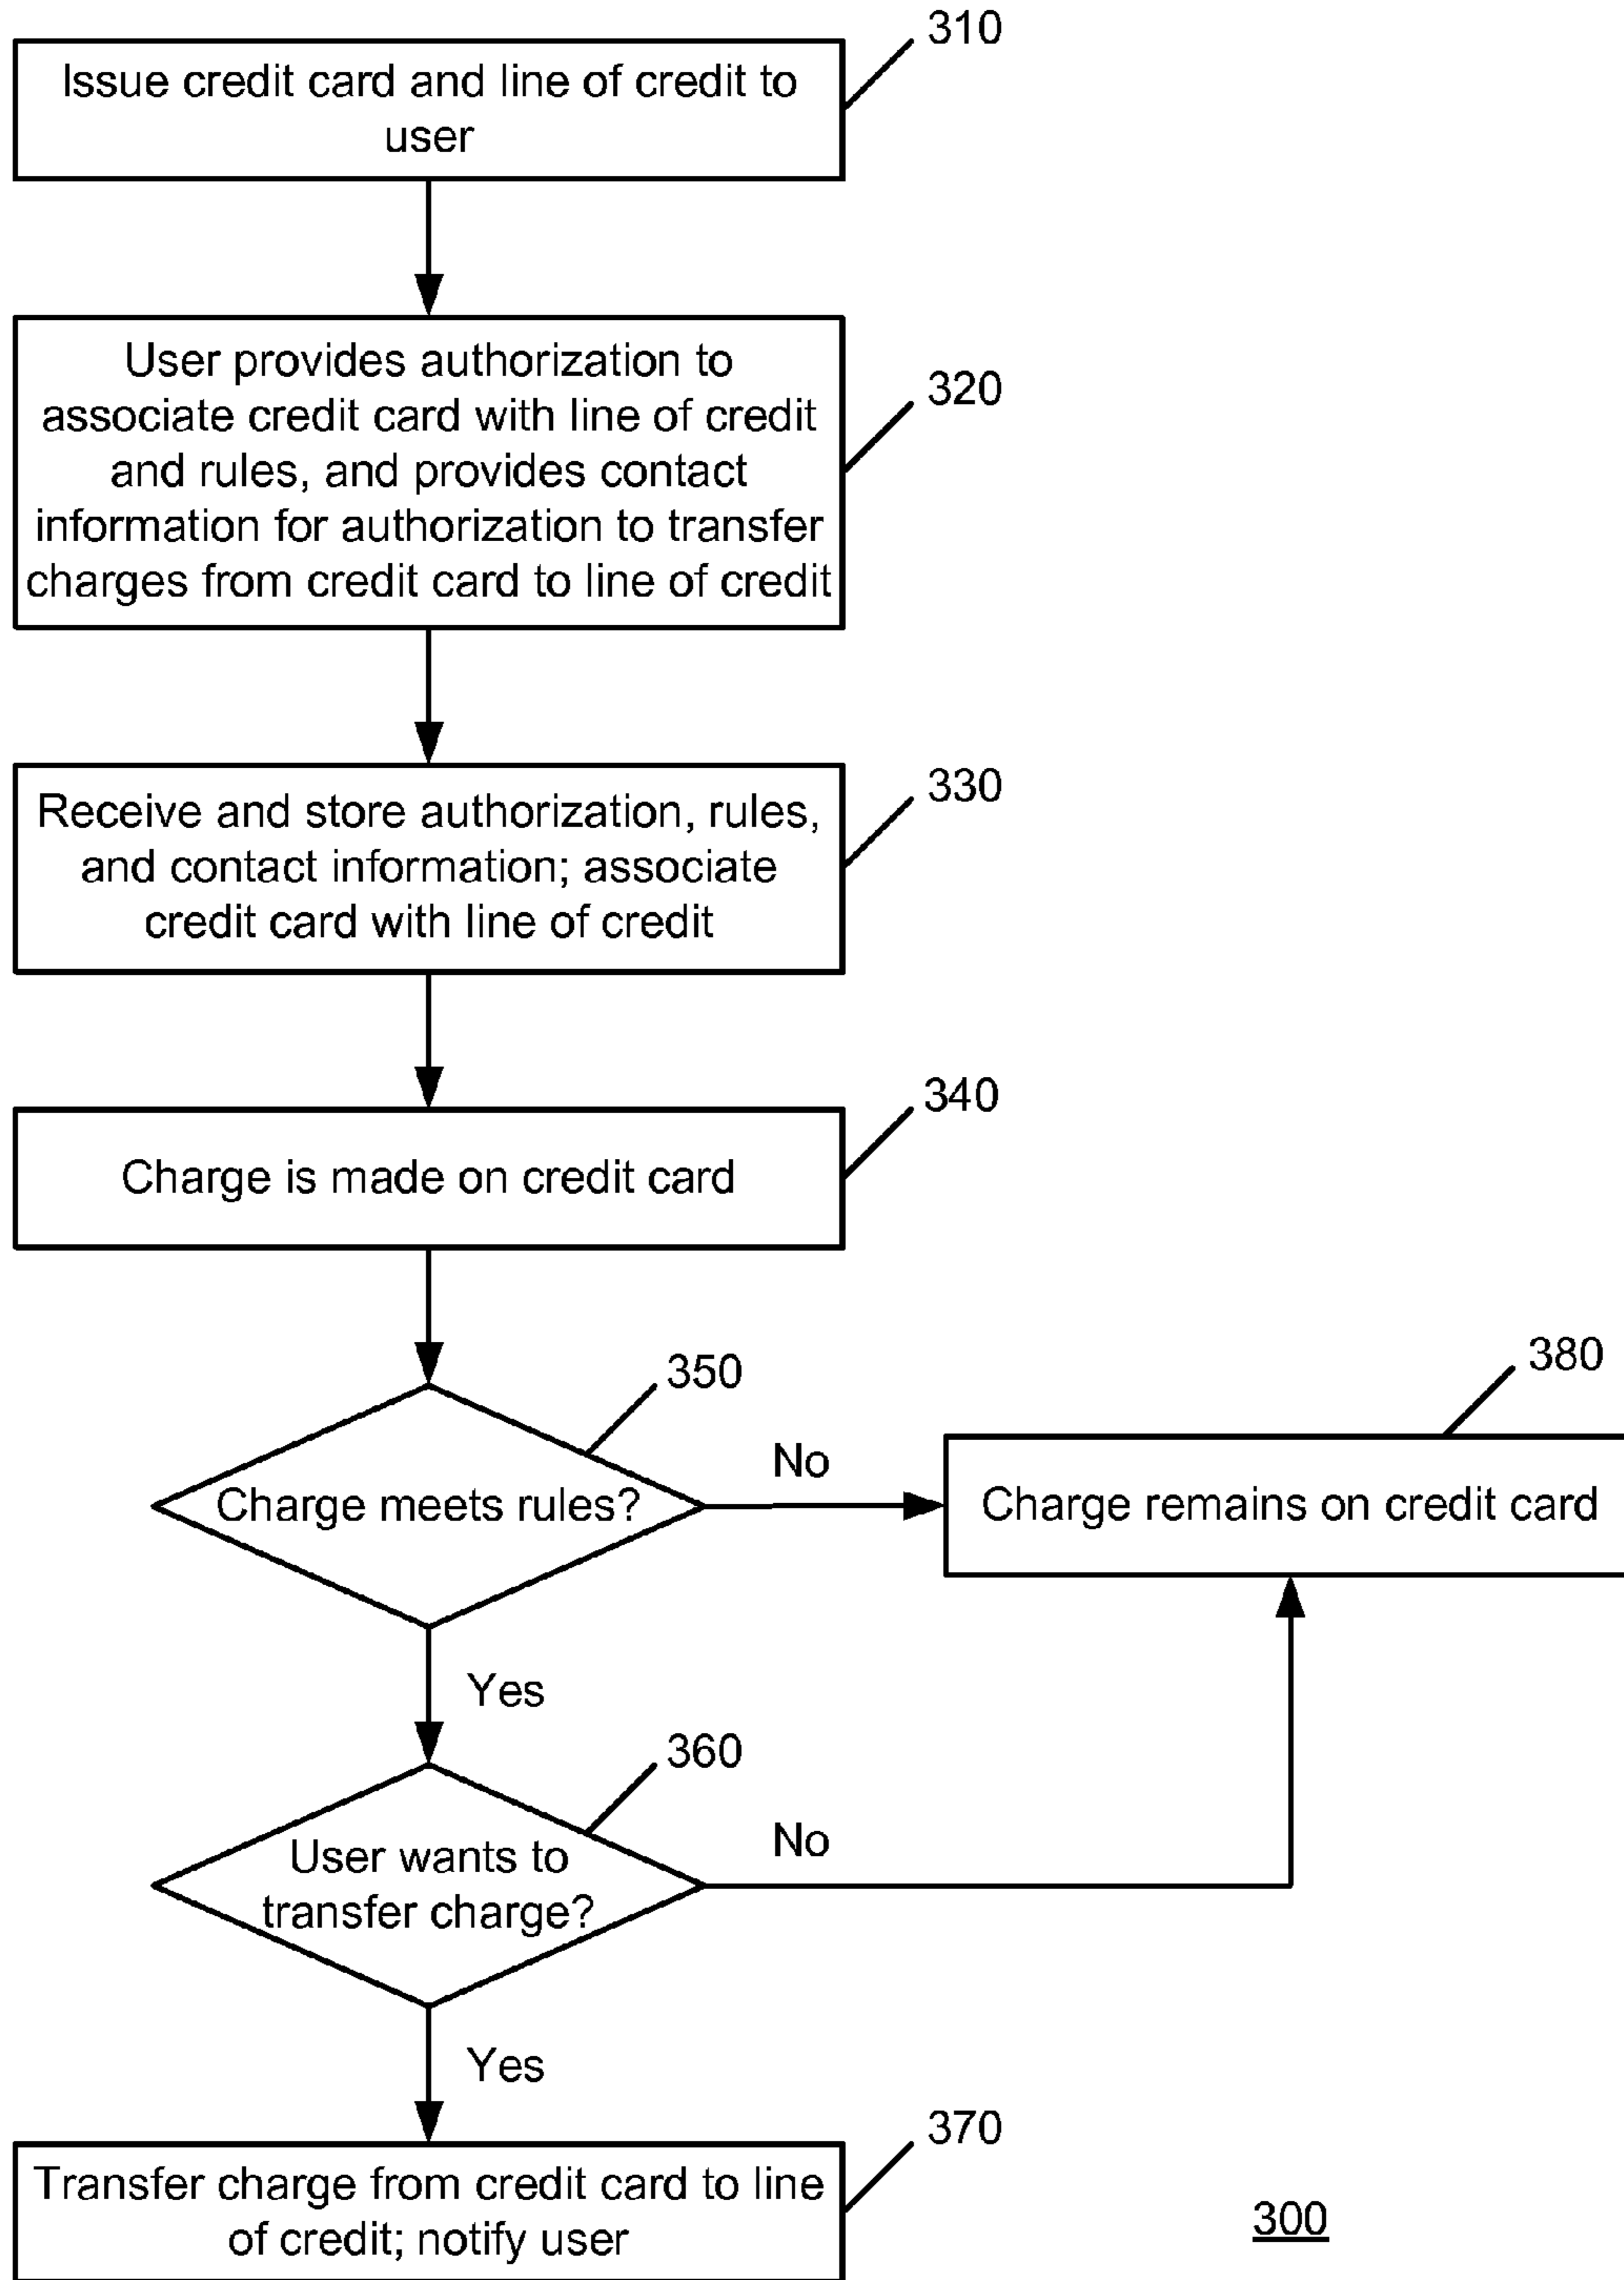 310
Issue credit card and line of credit to
user
320
User provides authorization to
associate credit card with line of credit
and rules, and provides contact
information for authorization to transfer
charges from credit card to line of credit
330
Receive and store authorization, rules,
and contact information; associate
credit card with line of credit
340
Charge is made on credit card
350
Charge meets rules?
No
380
Charge remains on credit card
Yes
360
User wants to
transfer charge?
No
Yes
370
Transfer charge from credit card to line
of credit; notify user
300